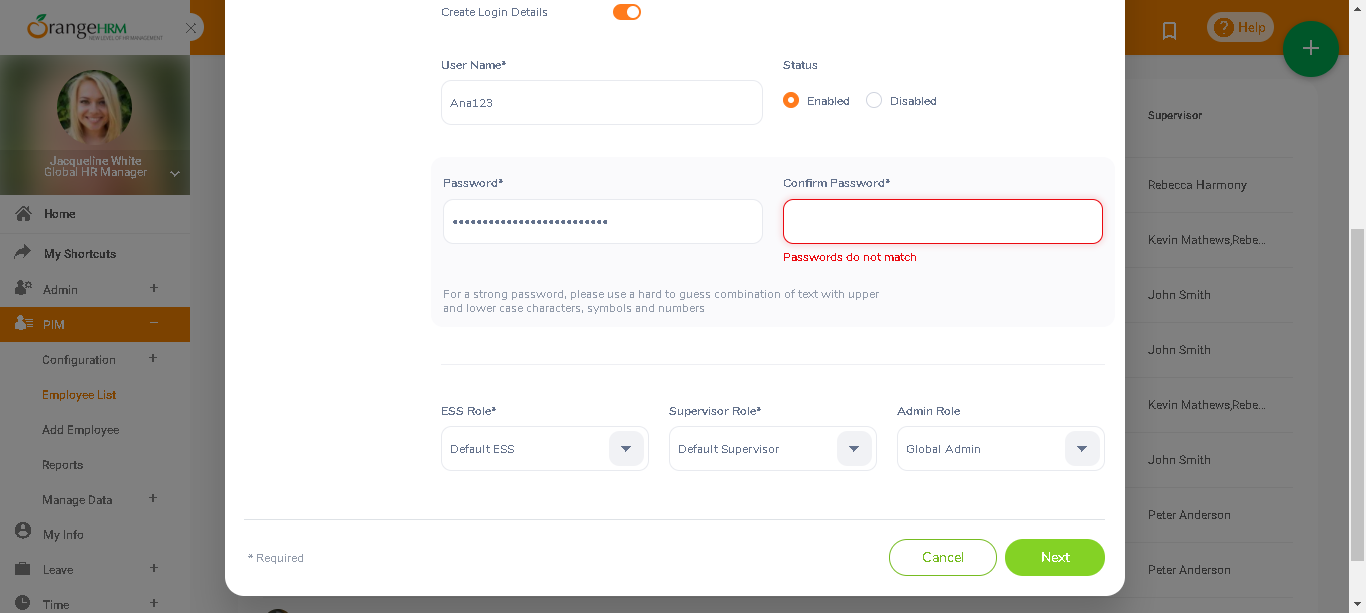 OrangeHRM
NEW LEVEL OF HR MANAGEMENT
Help
Jacqueline White
Global HR Manager
Home
My Shortcuts
Admin
PIM
Configuration
Employee List
Add Employee
Reports
Manage Data
My Info
Leave
Time
Create Login Details
User Name*
Ana123
Status
Enabled
Disabled
Password*
••••••••••••••••••••••••••
Confirm Password*
Passwords do not match
For a strong password, please use a hard to guess combination of text with upper
and lower case characters, symbols and numbers
ESS Role*
Supervisor Role*
Admin Role
Default ESS
Default Supervisor
Global Admin
* Required
Cancel
Next
Supervisor
Rebecca Harmony
Kevin Mathews,Rebe...
John Smith
John Smith
Kevin Mathews,Rebe...
John Smith
Peter Anderson
Peter Anderson